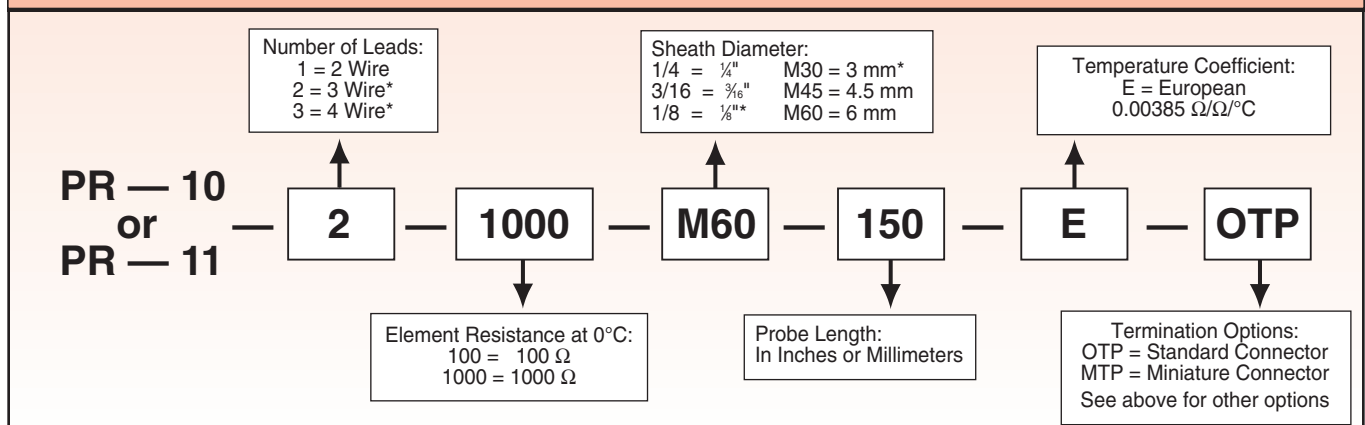 Number of Leads:
1 = 2 Wire
2 = 3 Wire*
3 = 4 Wire*
Sheath Diameter:
1/4 = ¼" M30 = 3 mm*
3/16 = 3⁄16" M45 = 4.5 mm
1/8 = ⅛"* M60 = 6 mm
Temperature Coefficient:
E = European
0.00385 Ω/Ω/°C
PR — 10
or
PR — 11
— 2 — 1000 — M60 — 150 — E — OTP
Element Resistance at 0°C:
100 = 100 Ω
1000 = 1000 Ω
Probe Length:
In Inches or Millimeters
Termination Options:
OTP = Standard Connector
MTP = Miniature Connector
See above for other options